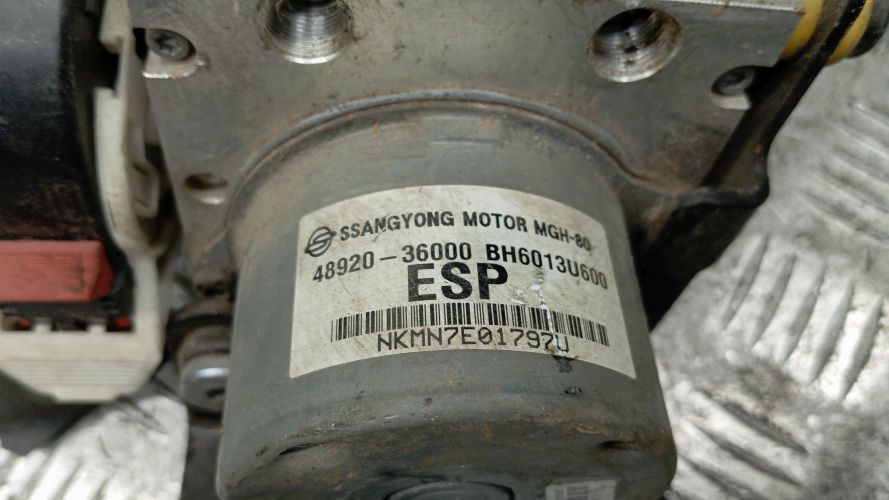 SSANGYONG MOTOR MGH-80
48920-36000 BH6013U600
ESP
NKMN7E01797U